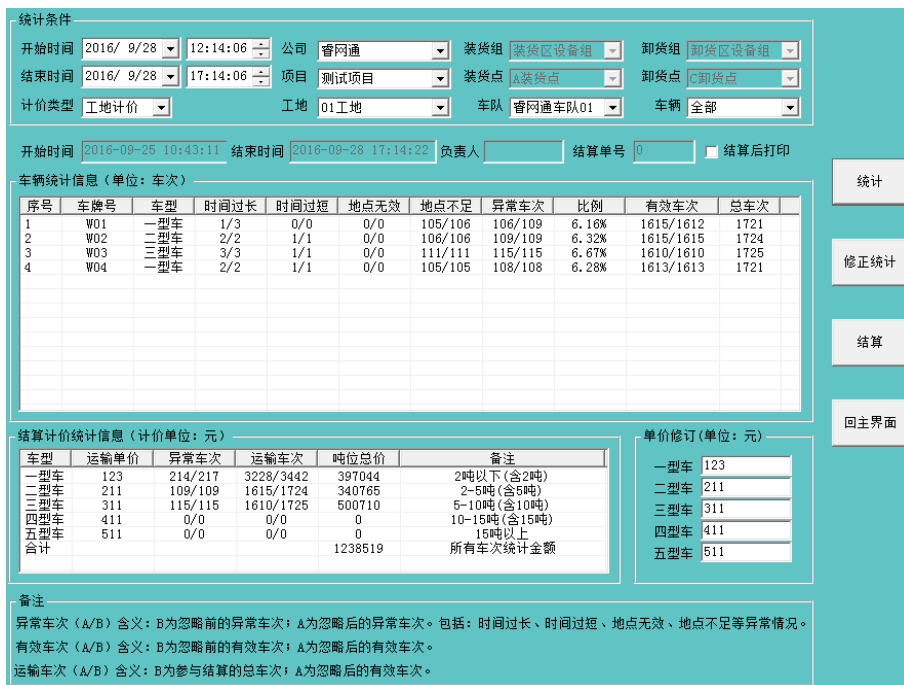 统计条件
开始时间 2016/ 9/28 12:14:06 公司 睿网通 装货组 装货区设备组 卸货组 卸货区设备组
结束时间 2016/ 9/28 17:14:06 项目 测试项目 装货点 A装货点 卸货点 C卸货点
计价类型 工地计价 工地 01工地 车队 睿网通车队01 车辆 全部
开始时间 2016-09-25 10:43:11 结束时间 2016-09-28 17:14:22 负责人 结算单号 0 结算后打印
统计
车辆统计信息（单位：车次）
序号 车牌号 车型 时间过长 时间过短 地点无效 地点不足 异常车次 比例 有效车次 总车次
1 W01 一型车 1/3 0/0 0/0 105/106 106/109 6.16% 1615/1612 1721
2 W02 二型车 2/2 1/1 0/0 106/106 109/109 6.32% 1615/1615 1724
3 W03 三型车 3/3 1/1 0/0 111/111 115/115 6.67% 1610/1610 1725
4 W04 一型车 2/2 1/1 0/0 105/105 108/108 6.28% 1613/1613 1721
修正统计
结算
回主界面
结算计价统计信息（计价单位：元）
车型 运输单价 异常车次 运输车次 吨位总价 备注
一型车 123 214/217 3228/3442 397044 2吨以下(含2吨)
二型车 211 109/109 1615/1724 340765 2-5吨(含5吨)
三型车 311 115/115 1610/1725 500710 5-10吨(含10吨)
四型车 411 0/0 0/0 0 10-15吨(含15吨)
五型车 511 0/0 0/0 0 15吨以上
合计 1238519 所有车次统计金额
单价修订(单位：元)
一型车 123
二型车 211
三型车 311
四型车 411
五型车 511
备注
异常车次（A/B）含义：B为忽略前的异常车次；A为忽略后的异常车次。包括：时间过长、时间过短、地点无效、地点不足等异常情况。
有效车次（A/B）含义：B为忽略前的有效车次；A为忽略后的有效车次。
运输车次（A/B）含义：B为参与结算的总车次；A为忽略后的有效车次。